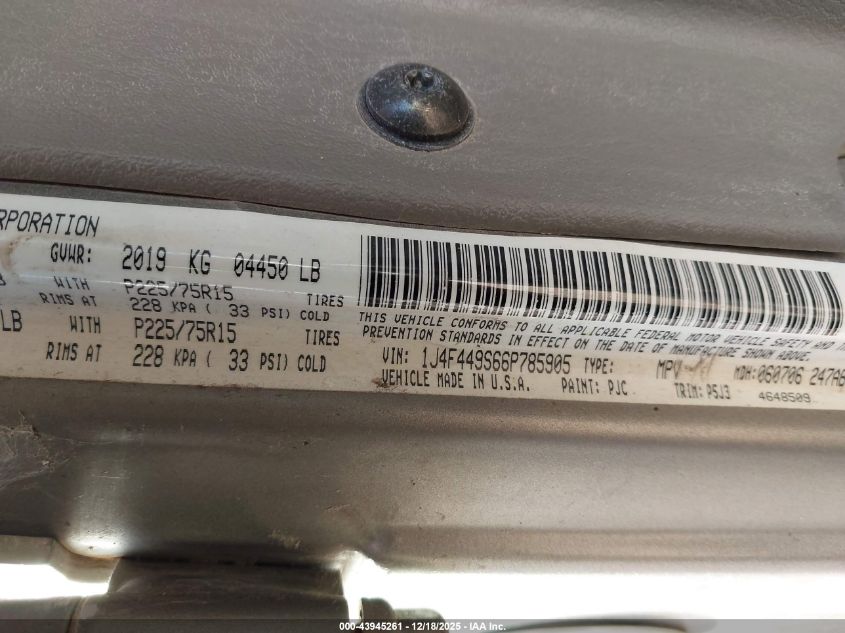 RPORATION
GVWR: 2019 KG 04450 LB
WITH P225/75R15 TIRES
RIMS AT 228 KPA ( 33 PSI) COLD
LB WITH P225/75R15 TIRES
RIMS AT 228 KPA ( 33 PSI) COLD
THIS VEHICLE CONFORMS TO ALL APPLICABLE FEDERAL MOTOR VEHICLE SAFETY AND
PREVENTION STANDARDS IN EFFECT ON THE DATE OF MANUFACTURE SHOWN ABOVE.
VIN: 1J4F449S66P785905 TYPE: MPV MDH: 060706 247A6
VEHICLE MADE IN U.S.A. PAINT: PJC TRIM: P5J3
4648509
000-43945261 - 12/18/2025 - IAA Inc.